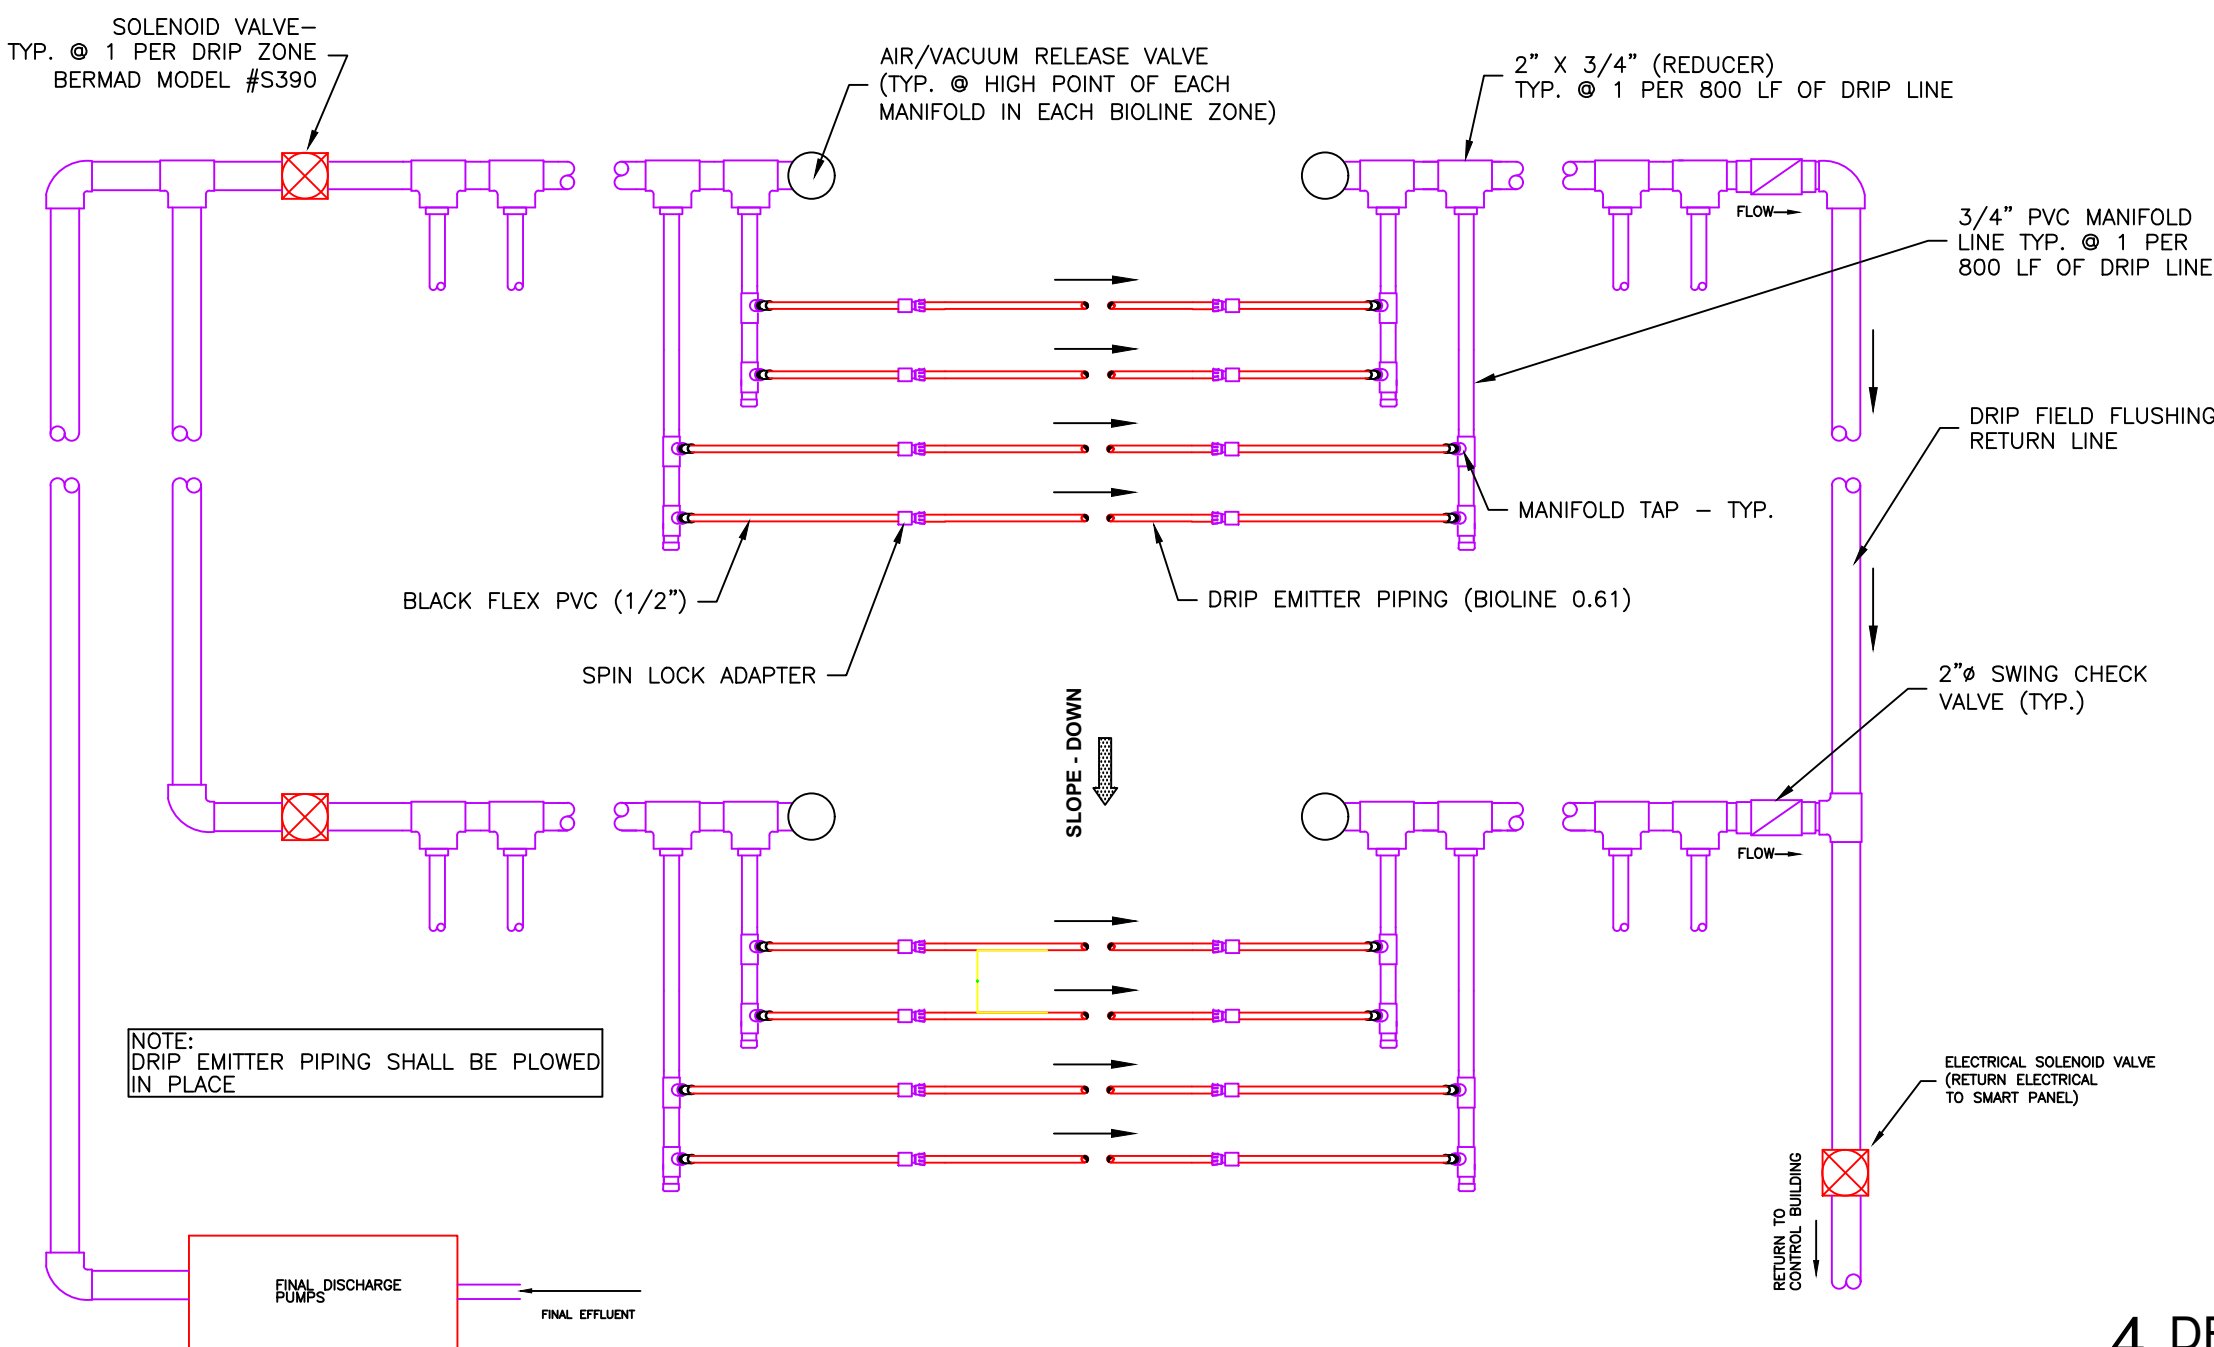 SOLENOID VALVE–
TYP. @ 1 PER DRIP ZONE
BERMAD MODEL #S390
AIR/VACUUM RELEASE VALVE
(TYP. @ HIGH POINT OF EACH
MANIFOLD IN EACH BIOLINE ZONE)
2" X 3/4" (REDUCER)
TYP. @ 1 PER 800 LF OF DRIP LINE
FLOW
3/4" PVC MANIFOLD
LINE TYP. @ 1 PER
800 LF OF DRIP LINE
DRIP FIELD FLUSHING
RETURN LINE
MANIFOLD TAP – TYP.
BLACK FLEX PVC (1/2")
DRIP EMITTER PIPING (BIOLINE 0.61)
SPIN LOCK ADAPTER
SLOPE - DOWN
2"ø SWING CHECK
VALVE (TYP.)
FLOW
NOTE:
DRIP EMITTER PIPING SHALL BE PLOWED
IN PLACE
ELECTRICAL SOLENOID VALVE
(RETURN ELECTRICAL
TO SMART PANEL)
RETURN TO
CONTROL BUILDING
FINAL DISCHARGE
PUMPS
FINAL EFFLUENT
4